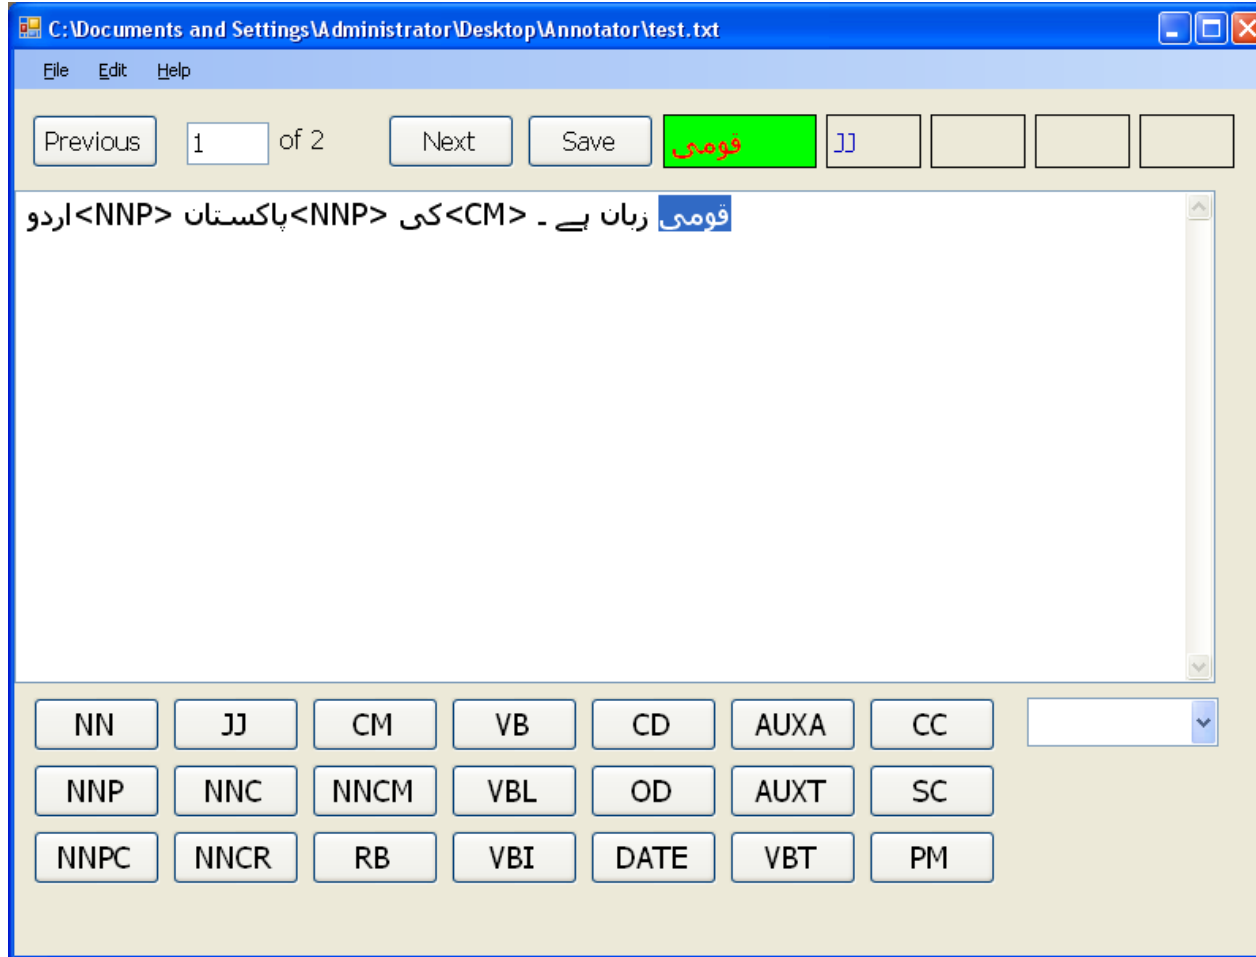 C:\Documents and Settings\Administrator\Desktop\Annotator\test.txt
File Edit Help
Previous 1 of 2 Next Save قومی JJ
اردو<NNP> پاکستان<NNP> کی<CM> قومی زبان ہے ۔
NN JJ CM VB CD AUXA CC
NNP NNC NNCM VBL OD AUXT SC
NNPC NNCR RB VBI DATE VBT PM